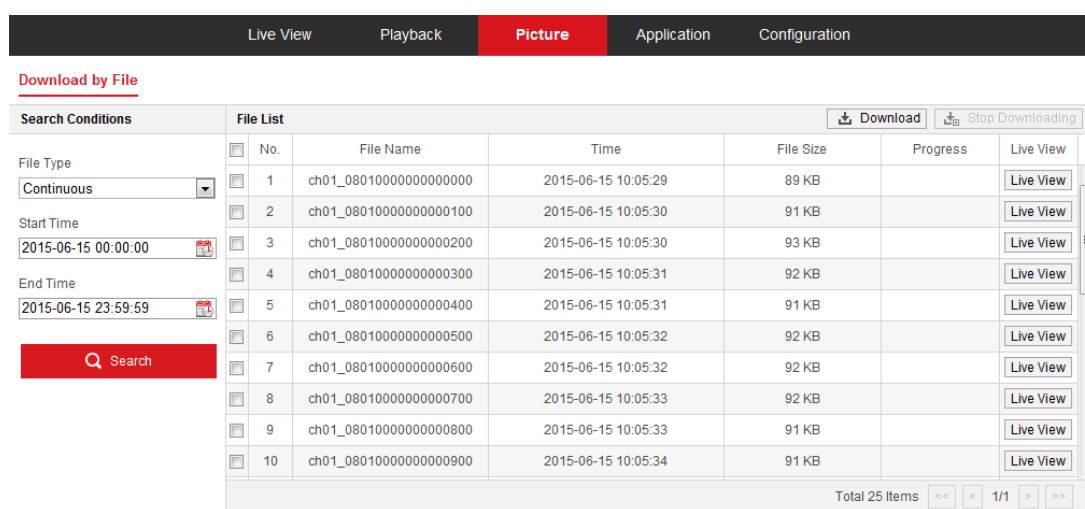 Live View Playback Picture Application Configuration
Download by File
Search Conditions
File Type
Continuous
Start Time
2015-06-15 00:00:00
End Time
2015-06-15 23:59:59
Search
File List Download Stop Downloading
No. File Name Time File Size Progress Live View
1 ch01_08010000000000000 2015-06-15 10:05:29 89 KB Live View
2 ch01_08010000000000100 2015-06-15 10:05:30 91 KB Live View
3 ch01_08010000000000200 2015-06-15 10:05:30 93 KB Live View
4 ch01_08010000000000300 2015-06-15 10:05:31 92 KB Live View
5 ch01_08010000000000400 2015-06-15 10:05:31 91 KB Live View
6 ch01_08010000000000500 2015-06-15 10:05:32 92 KB Live View
7 ch01_08010000000000600 2015-06-15 10:05:32 92 KB Live View
8 ch01_08010000000000700 2015-06-15 10:05:33 92 KB Live View
9 ch01_08010000000000800 2015-06-15 10:05:33 91 KB Live View
10 ch01_08010000000000900 2015-06-15 10:05:34 91 KB Live View
Total 25 Items << < 1/1 > >>